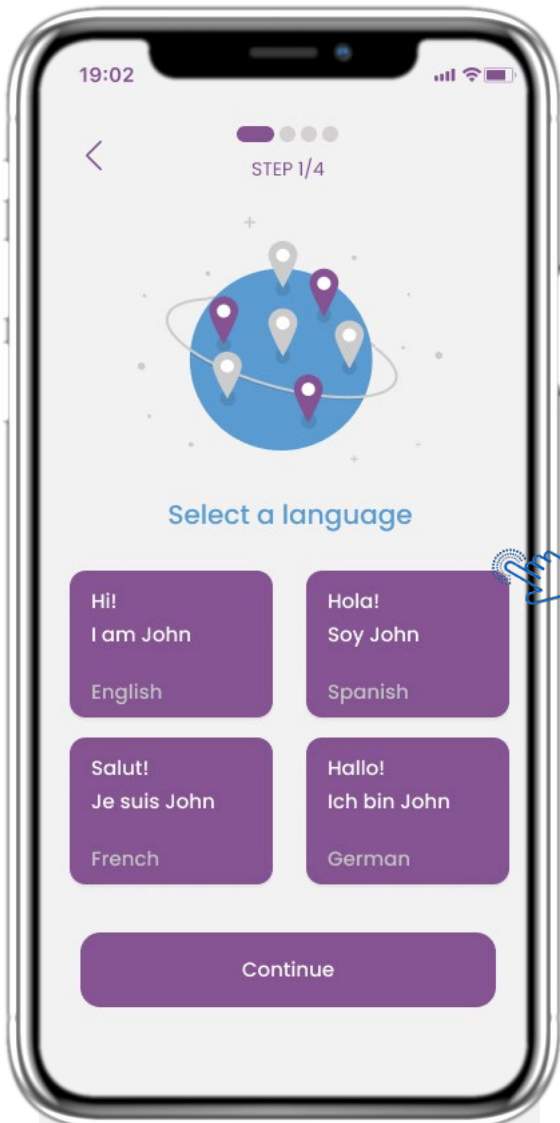 19:02
STEP 1/4
Select a language
Hi!
I am John
English
Hola!
Soy John
Spanish
Salut!
Je suis John
French
Hallo!
Ich bin John
German
Continue